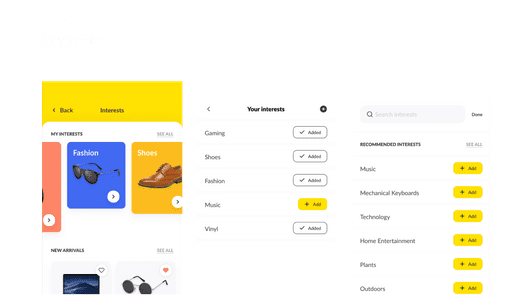 Back
Interests
MY INTERESTS
SEE ALL
Fashion
Shoes
NEW ARRIVALS
SEE ALL
Your interests
Gaming
Added
Shoes
Added
Fashion
Added
Music
Add
Vinyl
Added
Search interests
Done
RECOMMENDED INTERESTS
SEE ALL
Music
Add
Mechanical Keyboards
Add
Technology
Add
Home Entertainment
Add
Plants
Add
Outdoors
Add